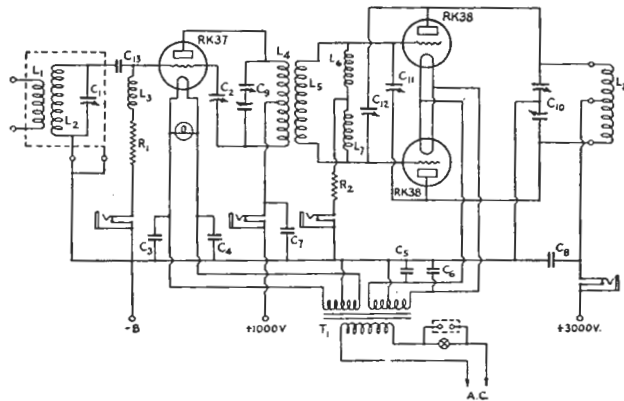 RK37
RK38
L1
L2
C1
C13
L3
R1
C2
C9
L4
L5
L6
L7
C12
C11
R2
RK38
C10
C3
C4
C7
C5
C6
C8
T1
-B
+1000V
+3000V.
A.C.